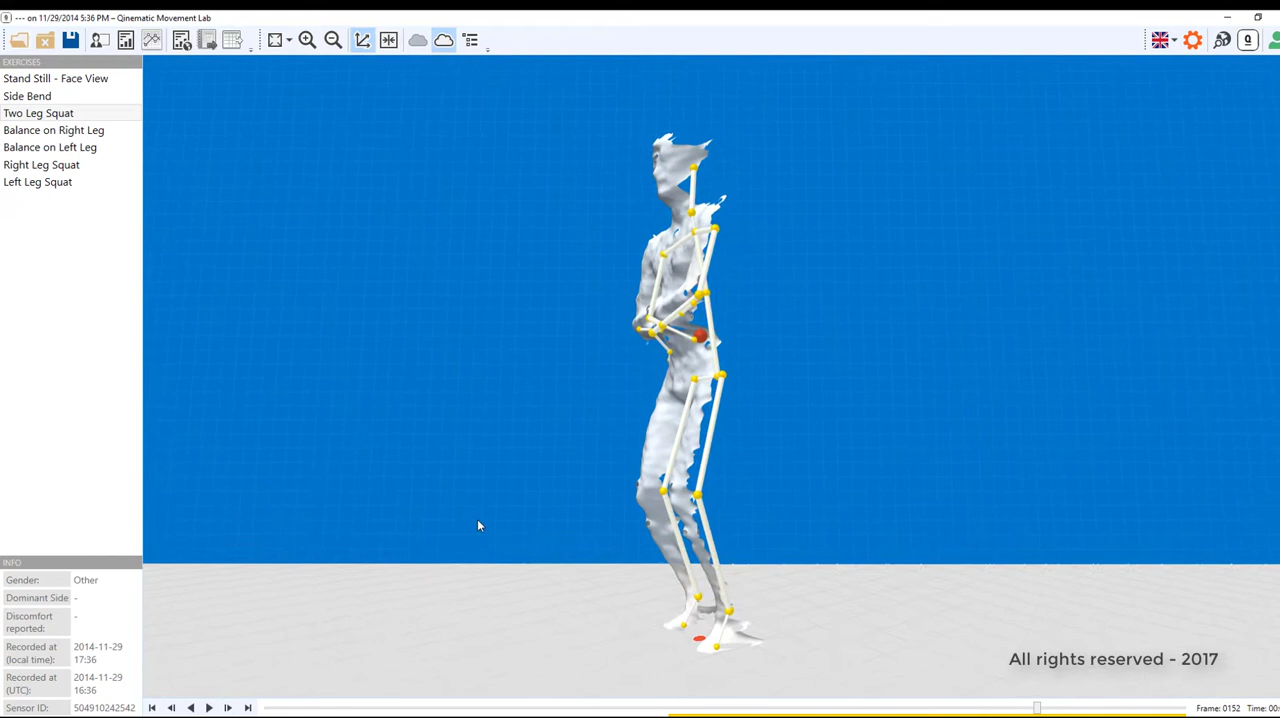 --- on 11/29/2014 5:36 PM – Qinematic Movement Lab
EXERCISES
Stand Still - Face View
Side Bend
Two Leg Squat
Balance on Right Leg
Balance on Left Leg
Right Leg Squat
Left Leg Squat
INFO
Gender: Other
Dominant Side -
Discomfort -
reported:
Recorded at 2014-11-29
(local time): 17:36
Recorded at 2014-11-29
(UTC): 16:36
Sensor ID: 504910242542
All rights reserved - 2017
Frame: 0152 Time: 00: